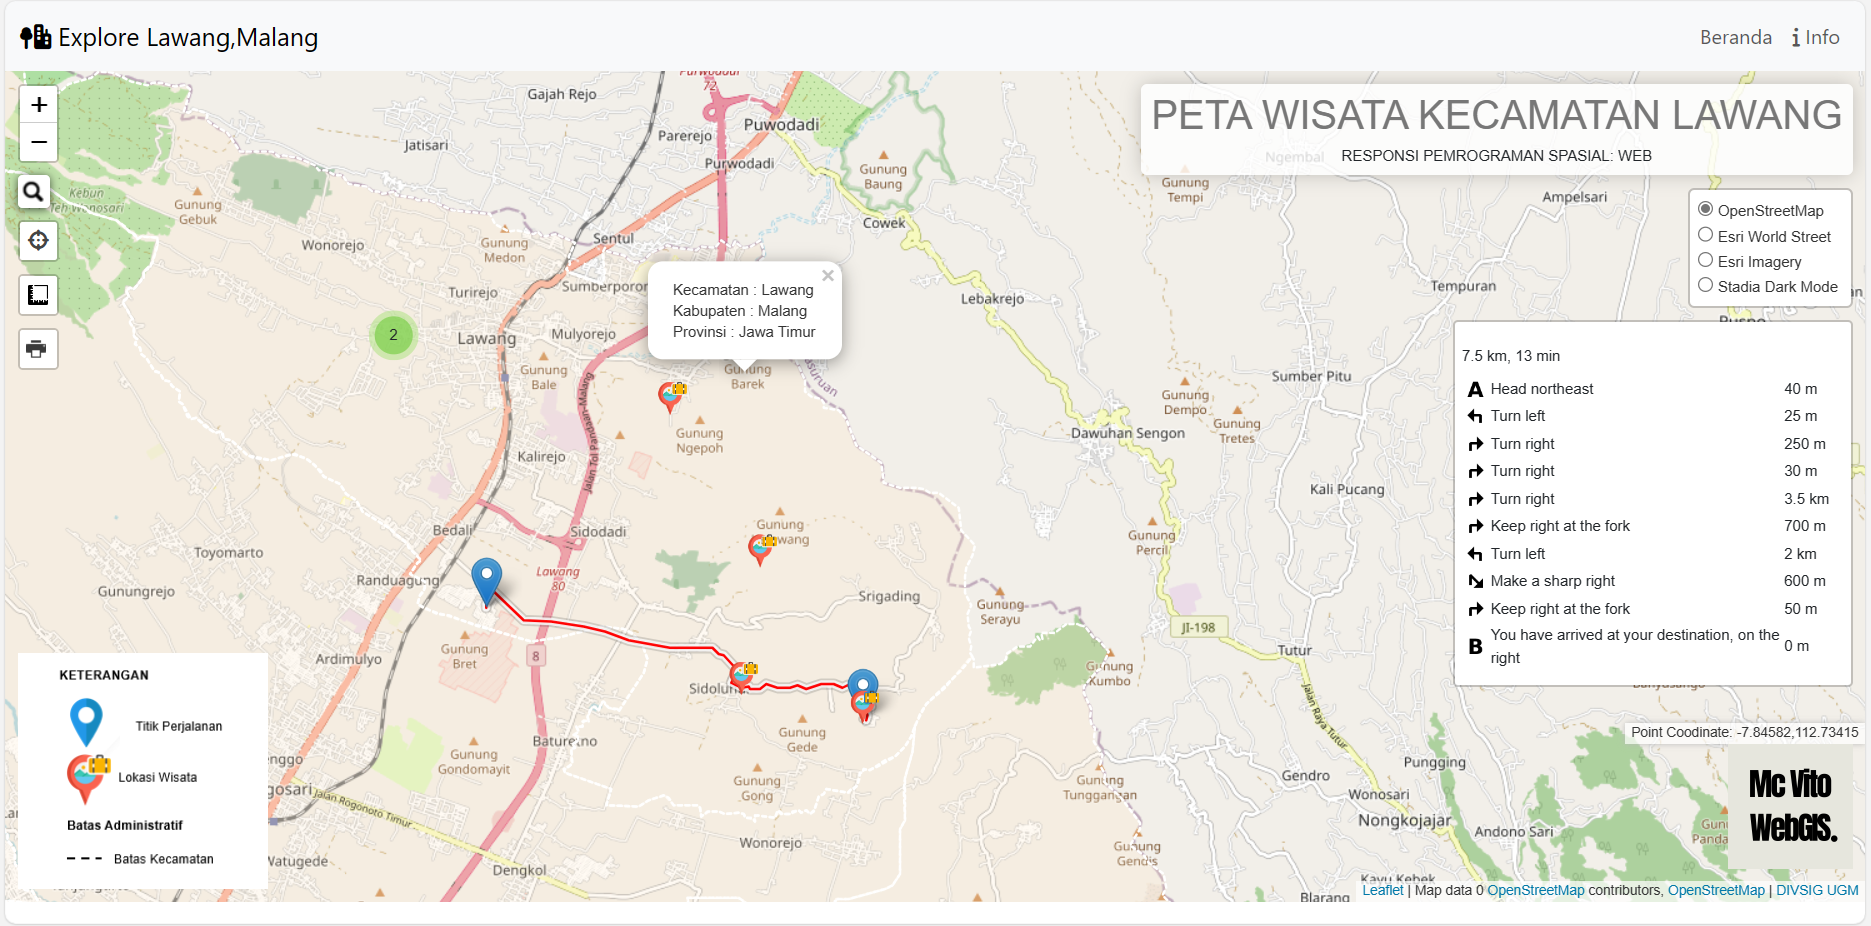 Explore Lawang,Malang
Beranda
Info
PETA WISATA KECAMATAN LAWANG
RESPONSI PEMROGRAMAN SPASIAL: WEB
+
−
OpenStreetMap
Esri World Street
Esri Imagery
Stadia Dark Mode
Kecamatan : Lawang
Kabupaten : Malang
Provinsi : Jawa Timur
×
7.5 km, 13 min
A Head northeast 40 m
Turn left 25 m
Turn right 250 m
Turn right 30 m
Turn right 3.5 km
Keep right at the fork 700 m
Turn left 2 km
Make a sharp right 600 m
Keep right at the fork 50 m
B You have arrived at your destination, on the
right 0 m
Purwodadi
72
Gajah Rejo
Puwodadi
Parerejo
Jatisari
Purwodadi
Ngembal
Gunung
Baung
Gunung
Tempi
Ampelsari
Kebun
Teh Wonosari
Gunung
Gebuk
Cowek
Wonorejo
Gunung
Medon
Sentul
Sumberporon
Tempuran
Turirejo
Lebakrejo
2
Lawang
Mulyorejo
Gunung
Bale
Gunung
Barek
Sumber Pitu
Jalan Tol Pandaan-Malang
Gunung
Dempo
Gunung
Tretes
Gunung
Ngepoh
Dawuhan Sengon
Kalirejo
Kali Pucang
Bedali
Sidodadi
Gunung
Gunung
Percil
Toyomarto
Lawang
80
Randuagung
Gunungrejo
Srigading
Gunung
Serayu
JI-198
Tutur
Gunung
Bret
8
Ardimulyo
Gunung
Kumbo
Gunung
Gede
Jalan Raya Tutur
Baturetno
Gunung
Gondomayit
Gunung
Gong
Gunung
Tunggangan
Gendro
Pungging
Wonosari
Nongkojajar
Andono Sari
Jalan Rogonoto Timur
Wonorejo
Gunung
Gendis
Watugede
Dengkol
Kayu Kebek
Blarang
KETERANGAN
Titik Perjalanan
Lokasi Wisata
Batas Administratif
Batas Kecamatan
Point Coodinate: -7.84582,112.73415
Mc Vito
WebGIS.
Leaflet | Map data 0 OpenStreetMap contributors, OpenStreetMap | DIVSIG UGM